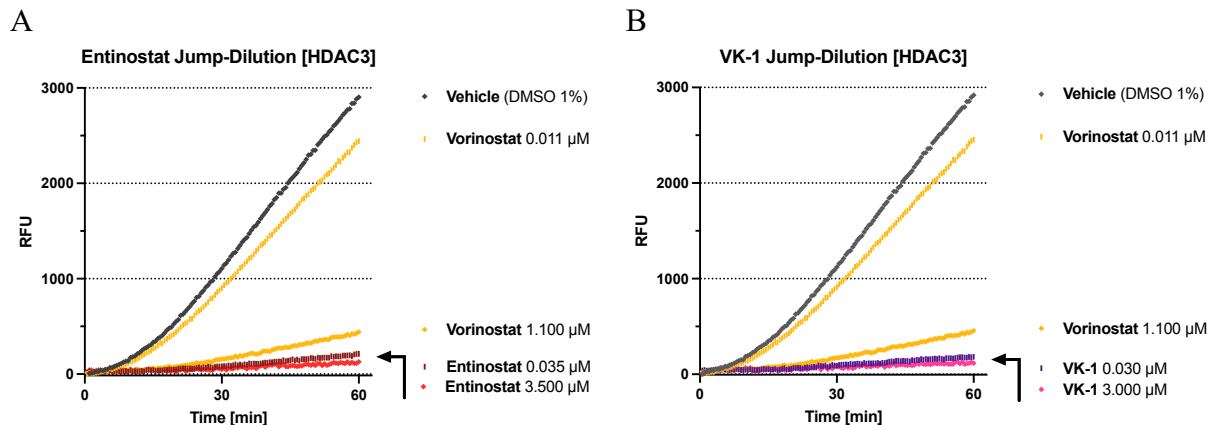 A
Entinostat Jump-Dilution [HDAC3]
3000
2000
1000
0
RFU
0
30
60
Time [min]
Vehicle (DMSO 1%)
Vorinostat 0.011 µM
Vorinostat 1.100 µM
Entinostat 0.035 µM
Entinostat 3.500 µM
B
VK-1 Jump-Dilution [HDAC3]
3000
2000
1000
0
RFU
0
30
60
Time [min]
Vehicle (DMSO 1%)
Vorinostat 0.011 µM
Vorinostat 1.100 µM
VK-1 0.030 µM
VK-1 3.000 µM